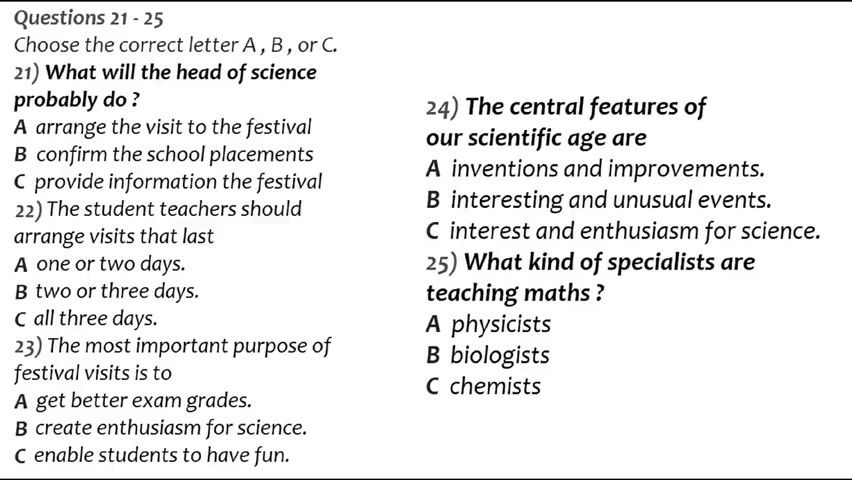 Questions 21 - 25
Choose the correct letter A , B , or C.
21) What will the head of science
probably do ?
A arrange the visit to the festival
B confirm the school placements
C provide information the festival
22) The student teachers should
arrange visits that last
A one or two days.
B two or three days.
C all three days.
23) The most important purpose of
festival visits is to
A get better exam grades.
B create enthusiasm for science.
C enable students to have fun.
24) The central features of
our scientific age are
A inventions and improvements.
B interesting and unusual events.
C interest and enthusiasm for science.
25) What kind of specialists are
teaching maths ?
A physicists
B biologists
C chemists